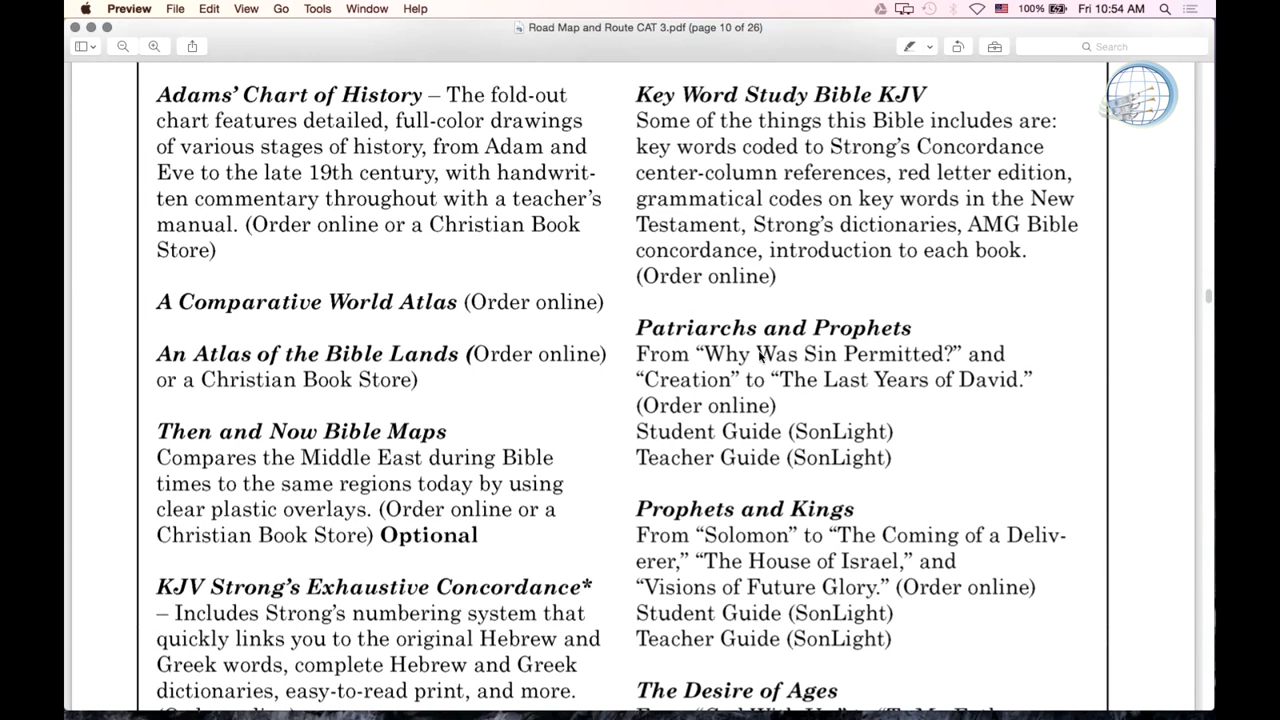 Preview File Edit View Go Tools Window Help 100% Fri 10:54 AM
Road Map and Route CAT 3.pdf (page 10 of 26)
Search
Adams’ Chart of History – The fold-out
chart features detailed, full-color drawings
of various stages of history, from Adam and
Eve to the late 19th century, with handwrit-
ten commentary throughout with a teacher’s
manual. (Order online or a Christian Book
Store)
A Comparative World Atlas (Order online)
An Atlas of the Bible Lands (Order online)
or a Christian Book Store)
Then and Now Bible Maps
Compares the Middle East during Bible
times to the same regions today by using
clear plastic overlays. (Order online or a
Christian Book Store) Optional
KJV Strong’s Exhaustive Concordance*
– Includes Strong’s numbering system that
quickly links you to the original Hebrew and
Greek words, complete Hebrew and Greek
dictionaries, easy-to-read print, and more.
Key Word Study Bible KJV
Some of the things this Bible includes are:
key words coded to Strong’s Concordance
center-column references, red letter edition,
grammatical codes on key words in the New
Testament, Strong’s dictionaries, AMG Bible
concordance, introduction to each book.
(Order online)
Patriarchs and Prophets
From “Why Was Sin Permitted?” and
“Creation” to “The Last Years of David.”
(Order online)
Student Guide (SonLight)
Teacher Guide (SonLight)
Prophets and Kings
From “Solomon” to “The Coming of a Deliv-
erer,” “The House of Israel,” and
“Visions of Future Glory.” (Order online)
Student Guide (SonLight)
Teacher Guide (SonLight)
The Desire of Ages